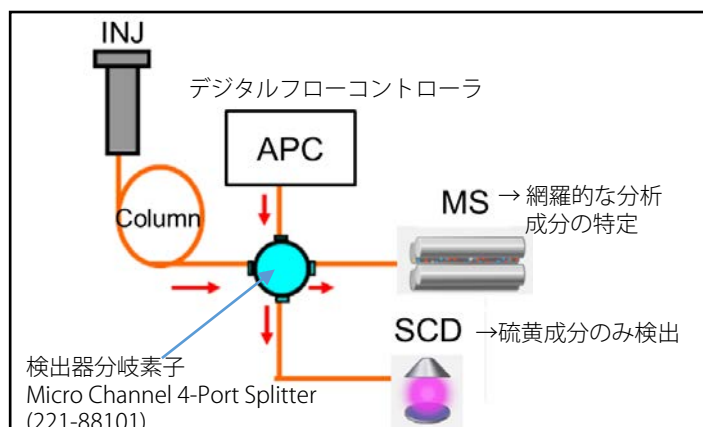 INJ
デジタルフローコントローラ
APC
Column
MS → 網羅的な分析
成分の特定
SCD →硫黄成分のみ検出
検出器分岐素子
Micro Channel 4-Port Splitter
(221-88101)